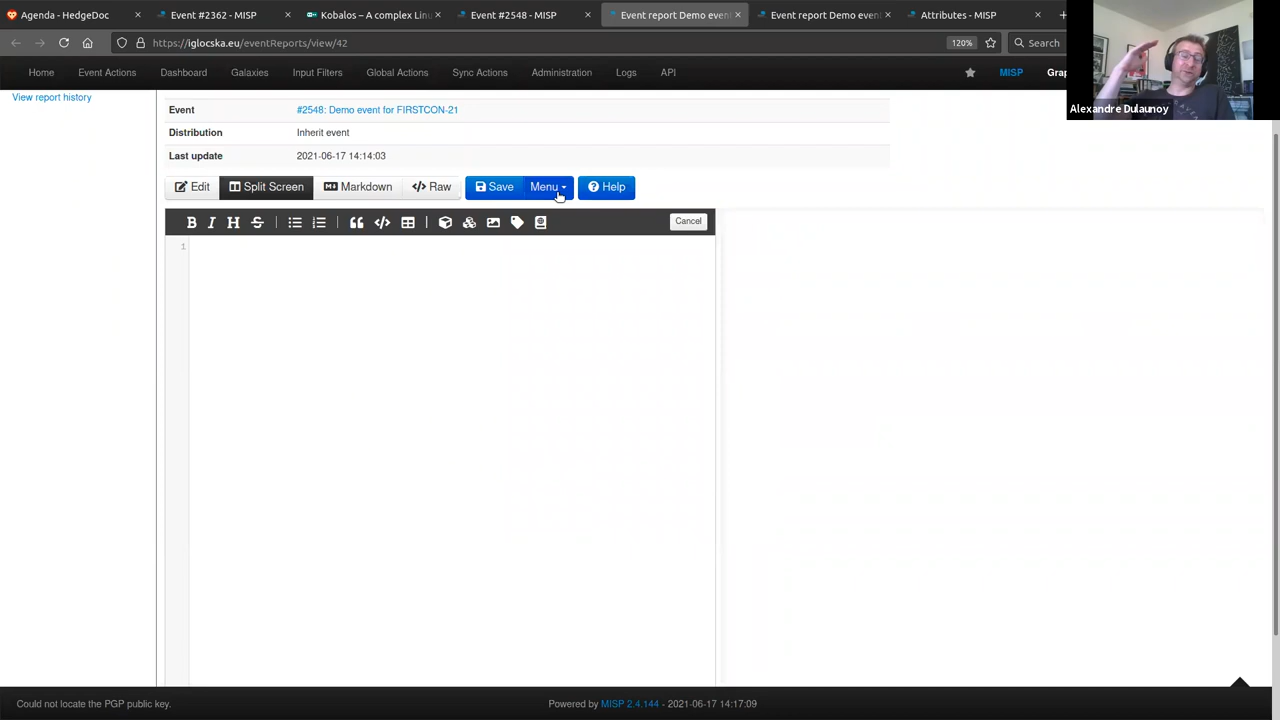 Agenda - HedgeDoc
Event #2362 - MISP
Kobalos – A complex Linu
Event #2548 - MISP
Event report Demo even
Event report Demo even
Attributes - MISP
https://iglocska.eu/eventReports/view/42
120%
Search
Home
Event Actions
Dashboard
Galaxies
Input Filters
Global Actions
Sync Actions
Administration
Logs
API
MISP
Alexandre Dulaunoy
View report history
Event
#2548: Demo event for FIRSTCON-21
Distribution
Inherit event
Last update
2021-06-17 14:14:03
Edit
Split Screen
Markdown
Raw
Save
Menu
Help
B I H S
Cancel
1
Could not locate the PGP public key.
Powered by MISP 2.4.144 - 2021-06-17 14:17:09